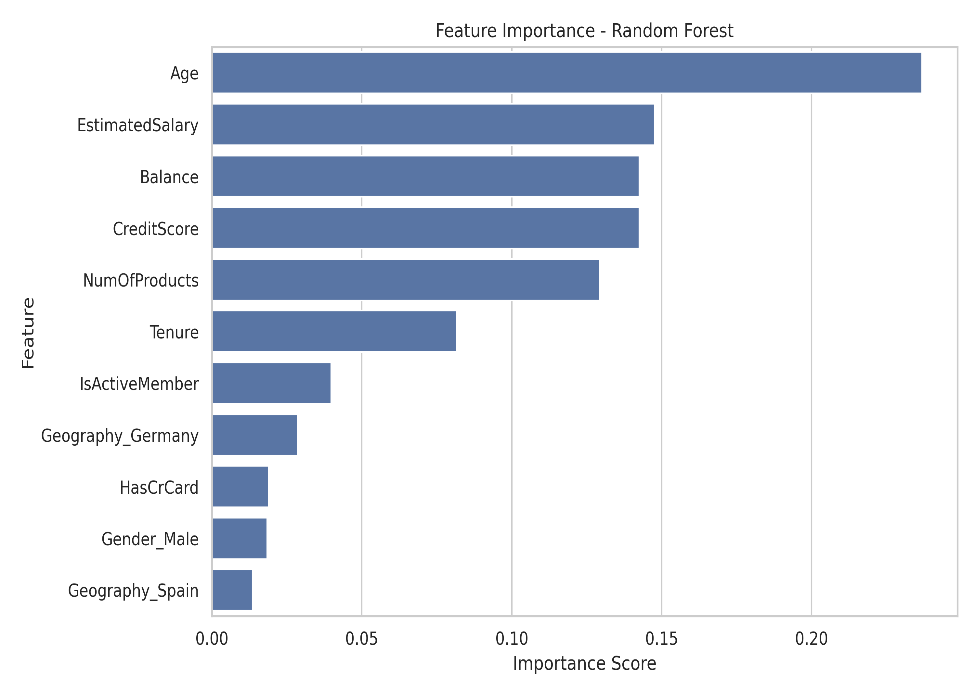 Feature Importance - Random Forest
Age
EstimatedSalary
Balance
CreditScore
NumOfProducts
Tenure
IsActiveMember
Geography_Germany
HasCrCard
Gender_Male
Geography_Spain
Feature
0.00 0.05 0.10 0.15 0.20
Importance Score